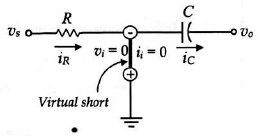 R
C
vₛ
−
vₒ
iR
vᵢ = 0
iᵢ = 0
iC
+
Virtual short